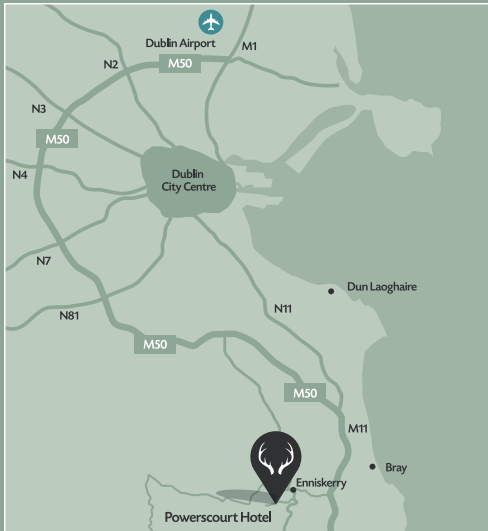 Dublin Airport
M1
N2
M50
N3
M50
N4
Dublin
City Centre
N7
Dun Laoghaire
N11
N81
M50
M50
M11
Bray
Enniskerry
Powerscourt Hotel